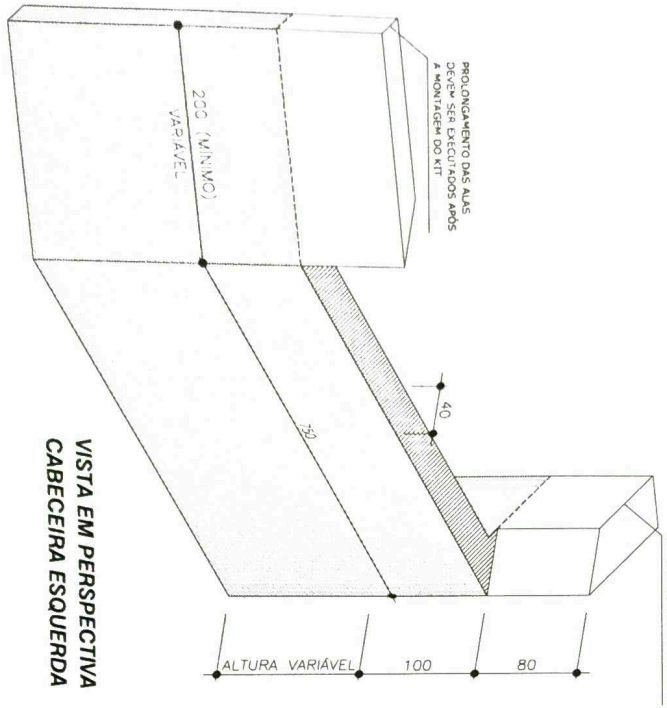 PROLONGAMENTO DAS ALAS
DEVEM SER EXECUTADOS APÓS
A MONTAGEM DO KIT
200 (MÍNIMO)
VARIÁVEL
40
750
ALTURA VARIÁVEL
100
80
VISTA EM PERSPECTIVA
CABECEIRA ESQUERDA